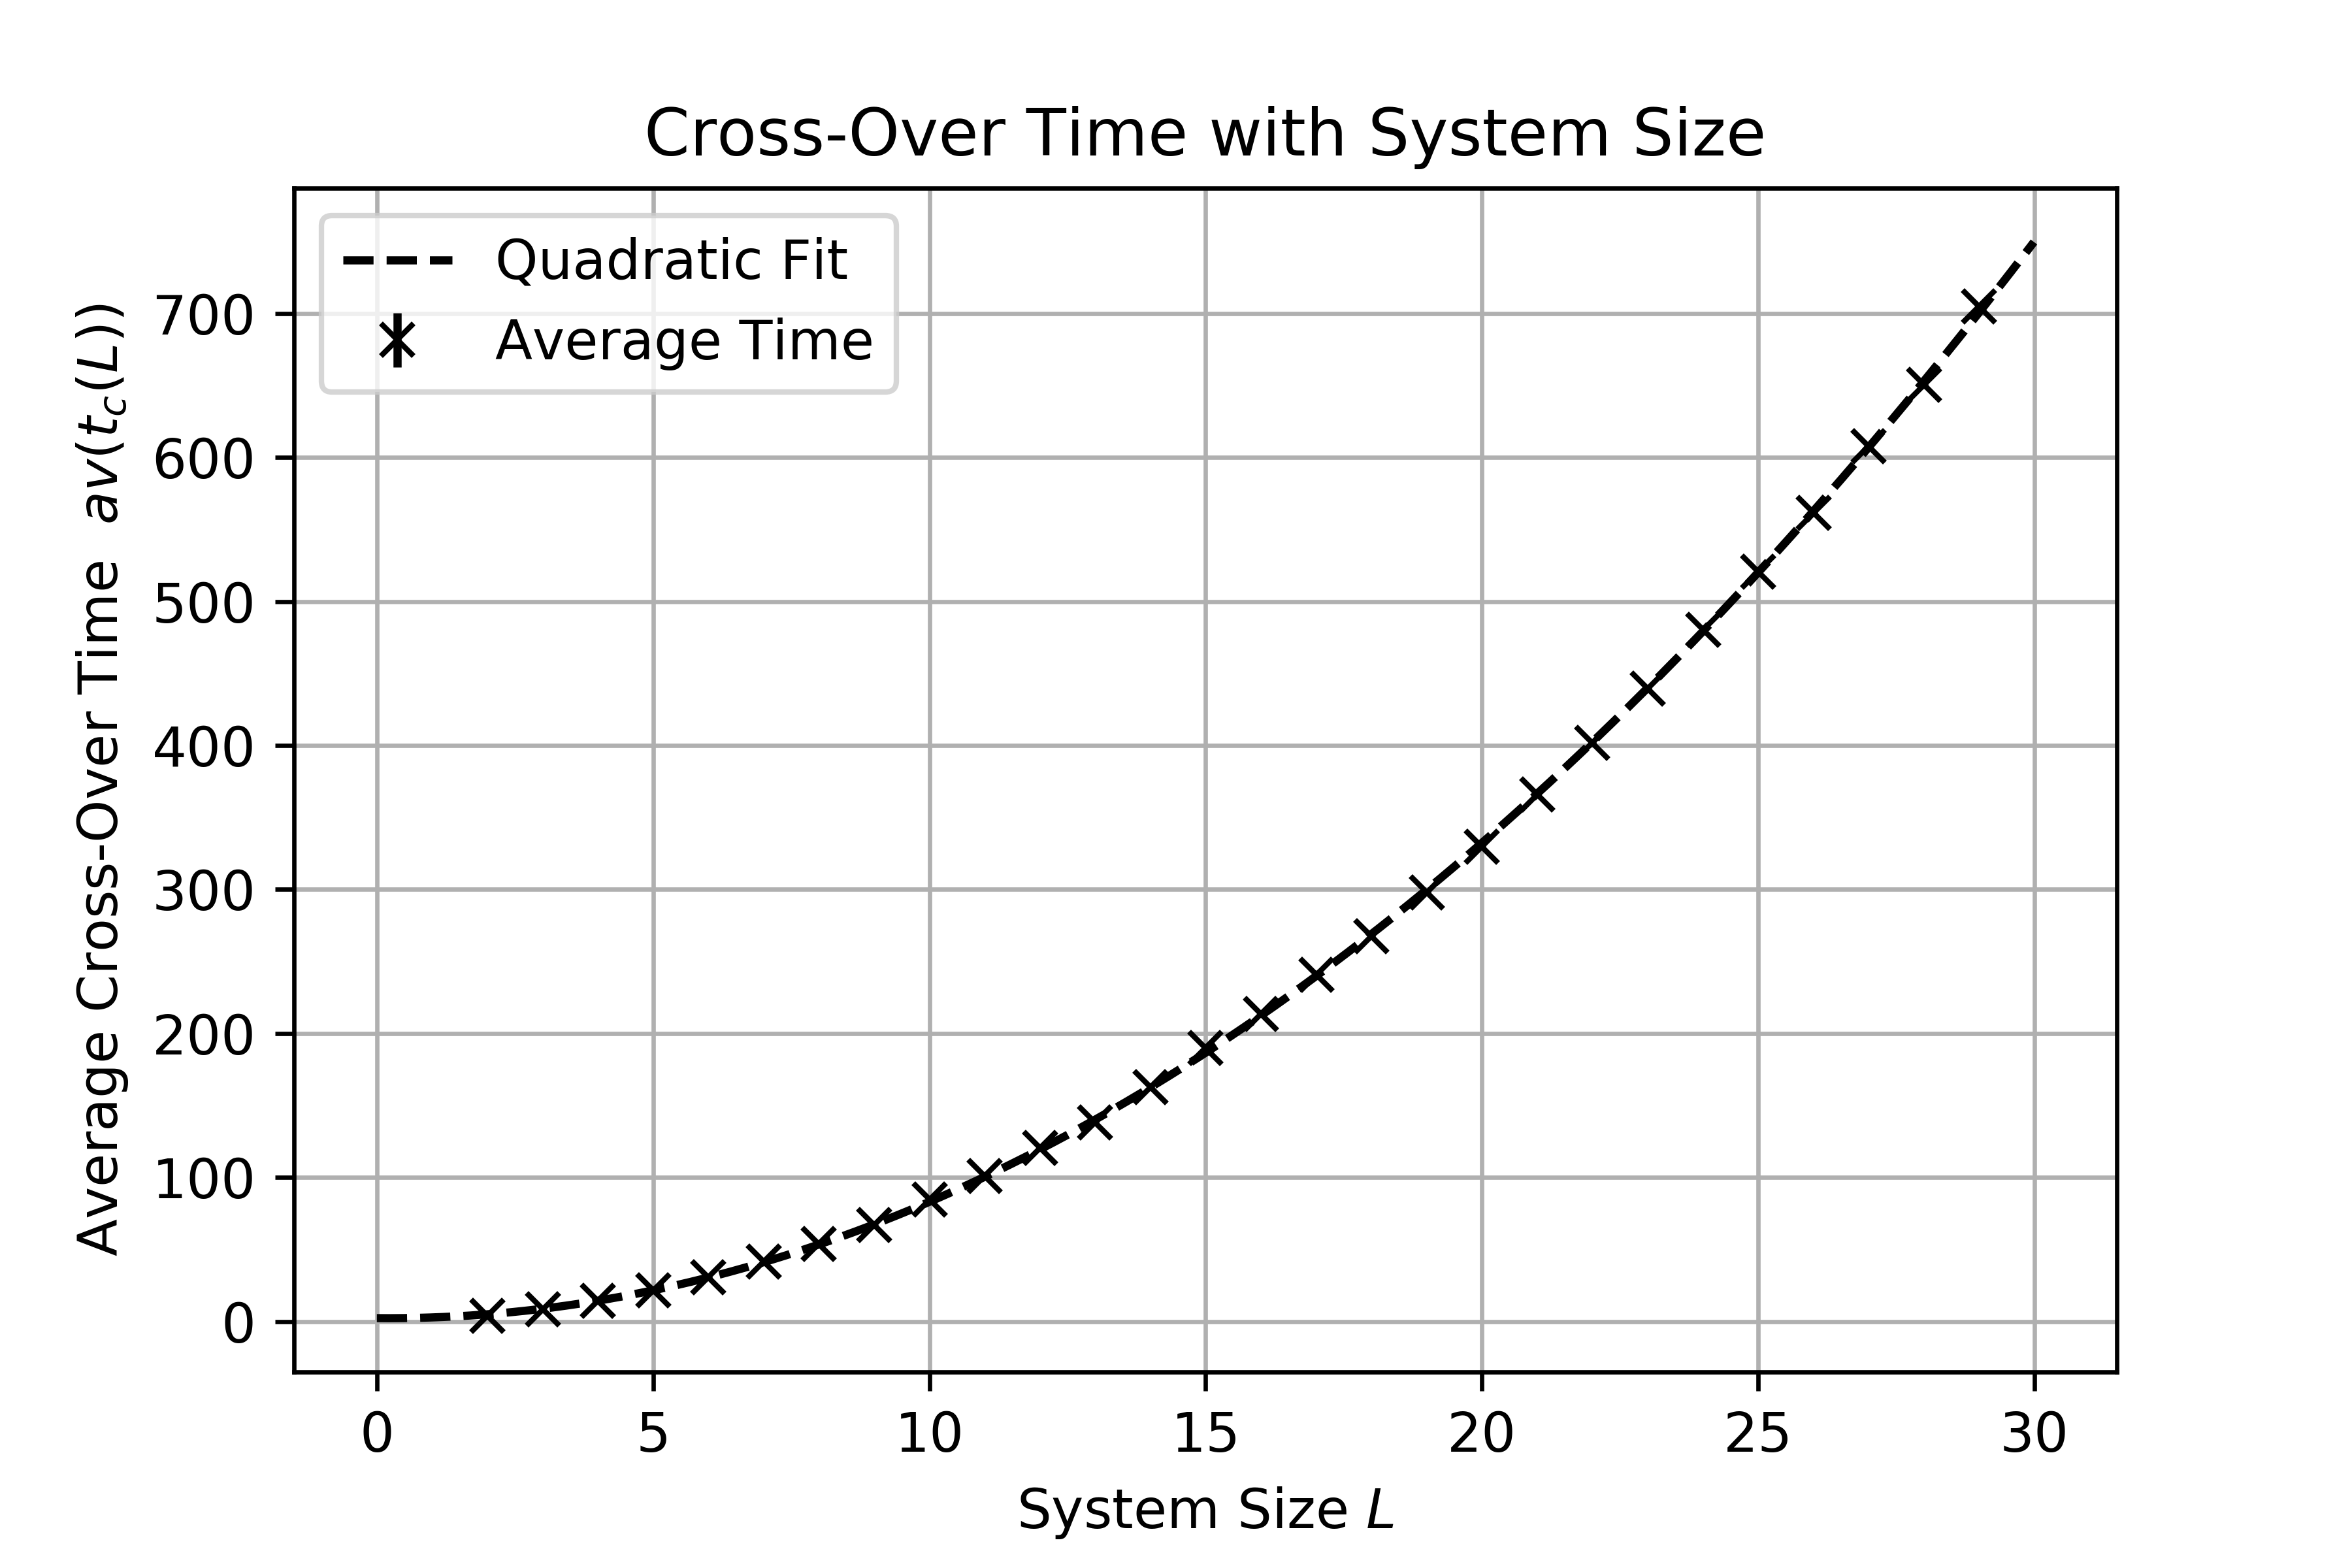 Cross-Over Time with System Size
Quadratic Fit
Average Time
Average Cross-Over Time av(t_c(L))
700
600
500
400
300
200
100
0
0 5 10 15 20 25 30
System Size L